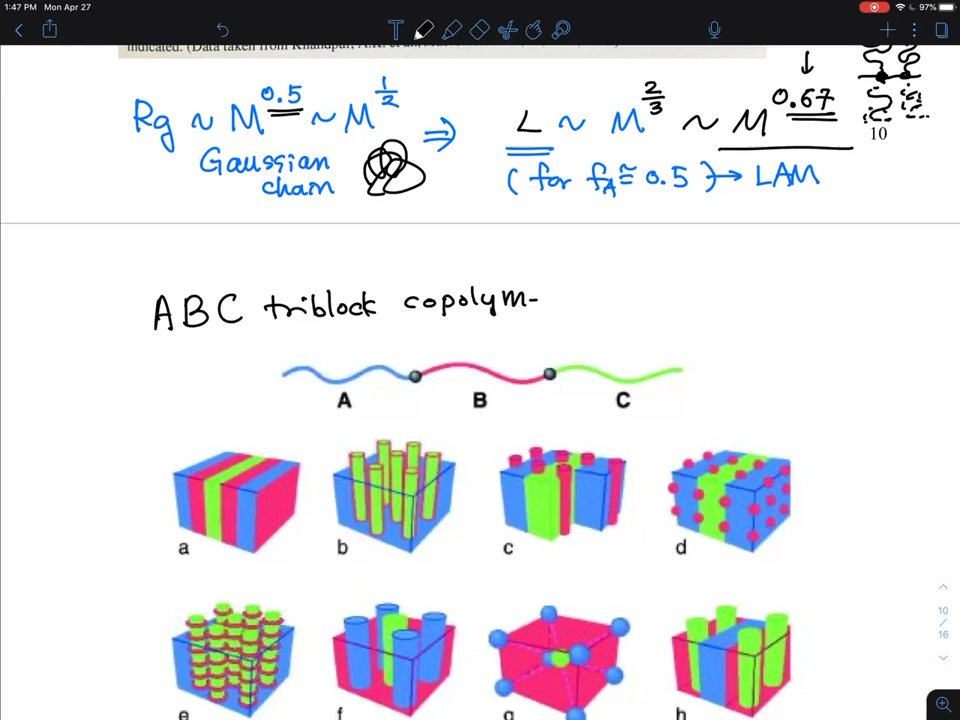 1:47 PM Mon Apr 27
97%
Rg ~ M^0.5 ~ M^1/2 ⇒ L ~ M^2/3 ~ M^0.67
10
Gaussian
chain
(for fA ≅ 0.5) → LAM
ABC triblock copolym-
A B C
a b c d
10
/
16
e f g h